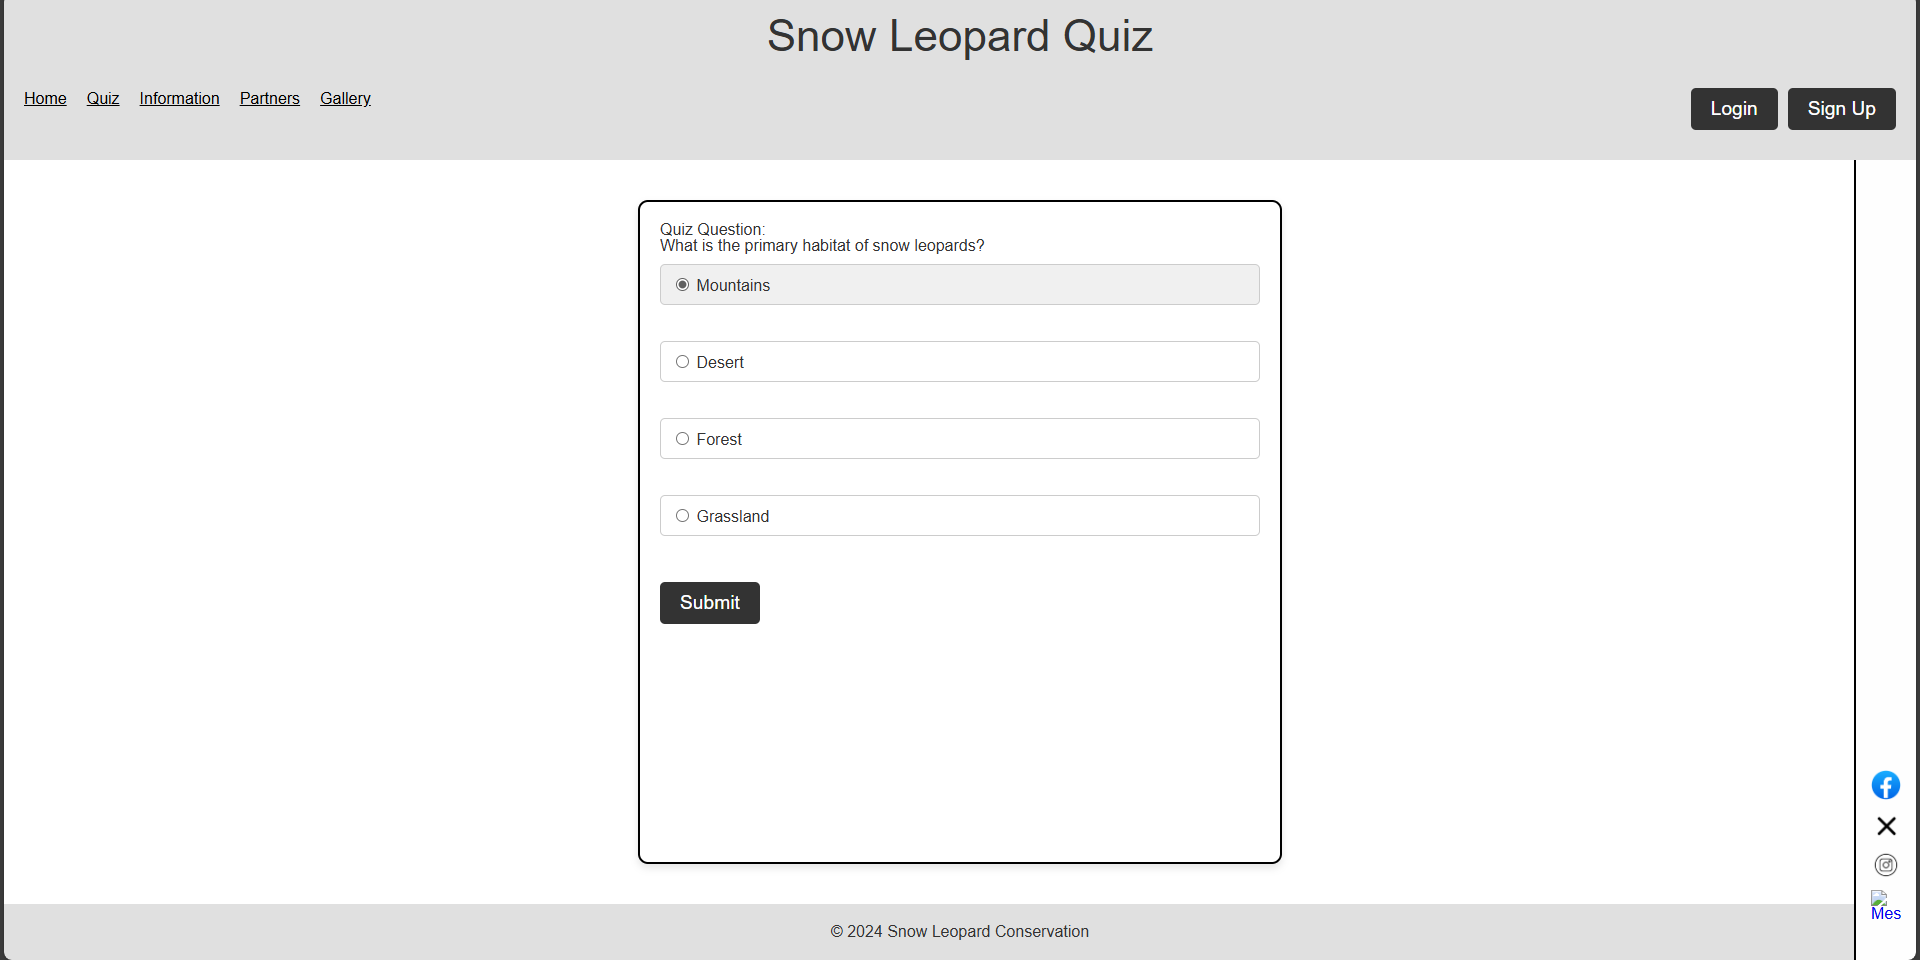 Snow Leopard Quiz
Home Quiz Information Partners Gallery
Login Sign Up
Quiz Question:
What is the primary habitat of snow leopards?
Mountains
Desert
Forest
Grassland
Submit
Mes
© 2024 Snow Leopard Conservation